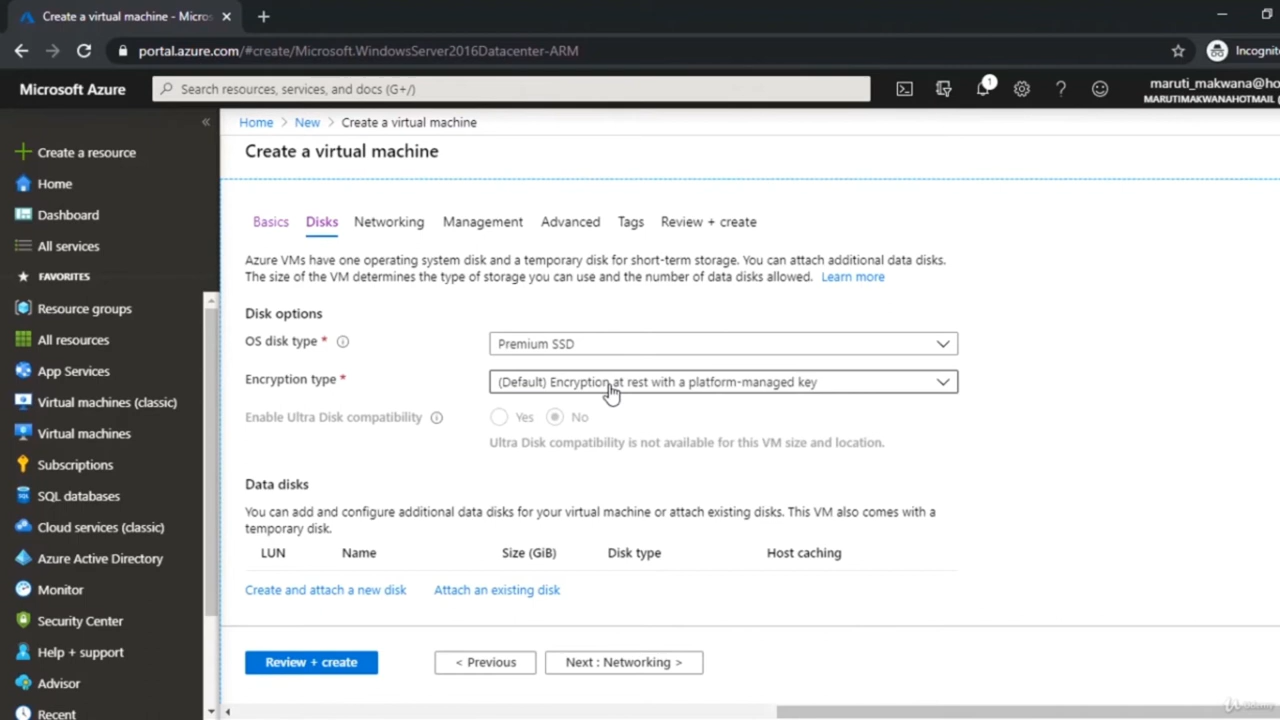 Create a virtual machine - Micros
portal.azure.com/#create/Microsoft.WindowsServer2016Datacenter-ARM
Incognito
Microsoft Azure
Search resources, services, and docs (G+/)
1
maruti_makwana@ho
MARUTIMAKWANAHOTMAIL
Create a resource
Home
Dashboard
All services
FAVORITES
Resource groups
All resources
App Services
Virtual machines (classic)
Virtual machines
Subscriptions
SQL databases
Cloud services (classic)
Azure Active Directory
Monitor
Security Center
Help + support
Advisor
Recent
Home > New > Create a virtual machine
Create a virtual machine
Basics Disks Networking Management Advanced Tags Review + create
Azure VMs have one operating system disk and a temporary disk for short-term storage. You can attach additional data disks.
The size of the VM determines the type of storage you can use and the number of data disks allowed. Learn more
Disk options
OS disk type * Premium SSD
Encryption type * (Default) Encryption at rest with a platform-managed key
Enable Ultra Disk compatibility Yes No
Ultra Disk compatibility is not available for this VM size and location.
Data disks
You can add and configure additional data disks for your virtual machine or attach existing disks. This VM also comes with a
temporary disk.
LUN Name Size (GiB) Disk type Host caching
Create and attach a new disk Attach an existing disk
Review + create < Previous Next : Networking >
Udemy